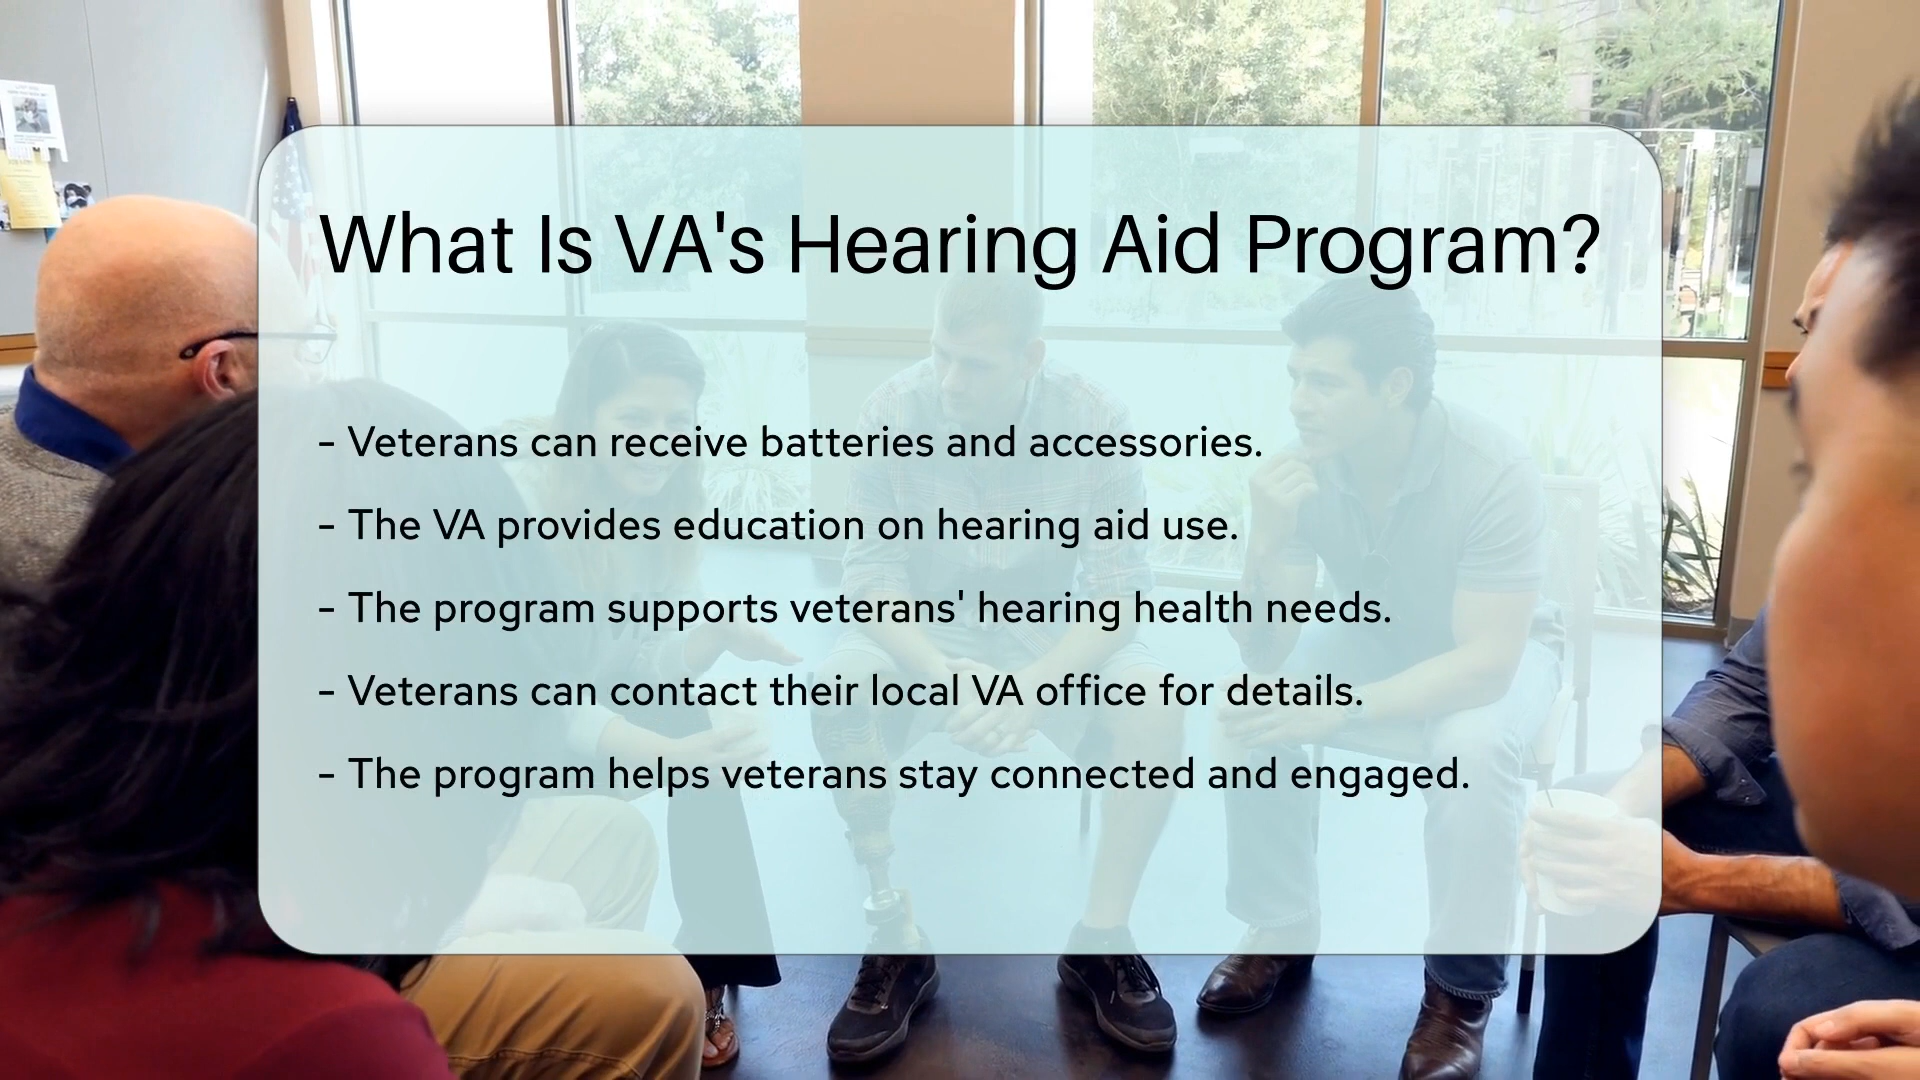 What Is VA's Hearing Aid Program?
- Veterans can receive batteries and accessories.
- The VA provides education on hearing aid use.
- The program supports veterans' hearing health needs.
- Veterans can contact their local VA office for details.
- The program helps veterans stay connected and engaged.